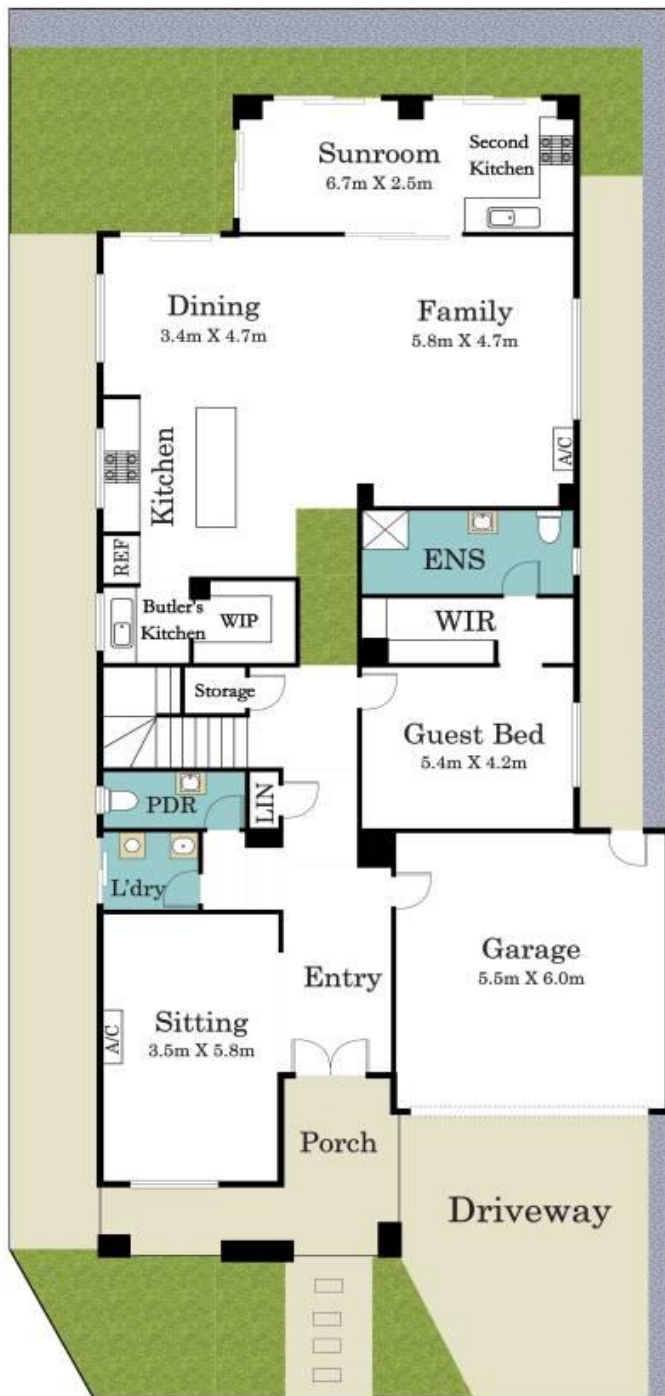 Sunroom
6.7m X 2.5m
Second
Kitchen
Dining
3.4m X 4.7m
Family
5.8m X 4.7m
Kitchen
A/C
REF
ENS
Butler's
Kitchen
WIP
WIR
Storage
Guest Bed
5.4m X 4.2m
PDR
LIN
L'dry
Garage
5.5m X 6.0m
Entry
Sitting
3.5m X 5.8m
A/C
Porch
Driveway